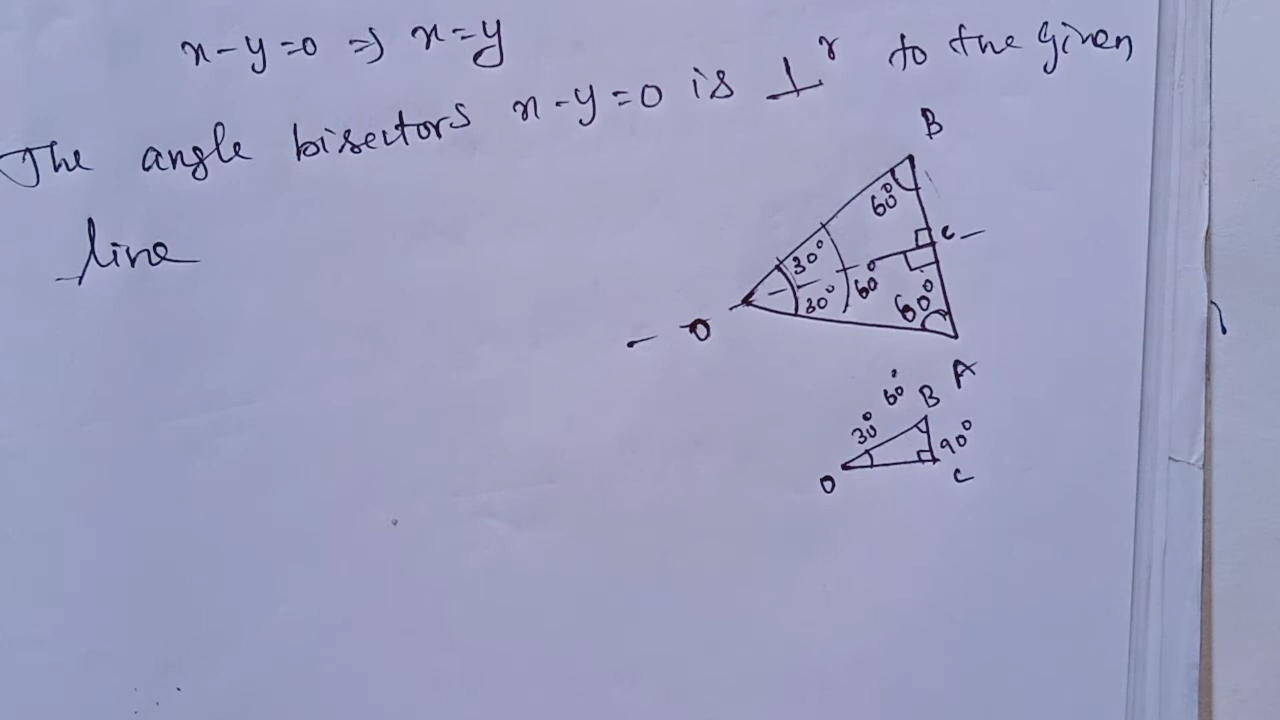 x-y=0 ⇒ x=y
The angle bisectors x-y=0 is ⊥r to the given
line
B
60°
C
30°
30°
60°
60°
O
A
60°
B
30°
90°
O
C